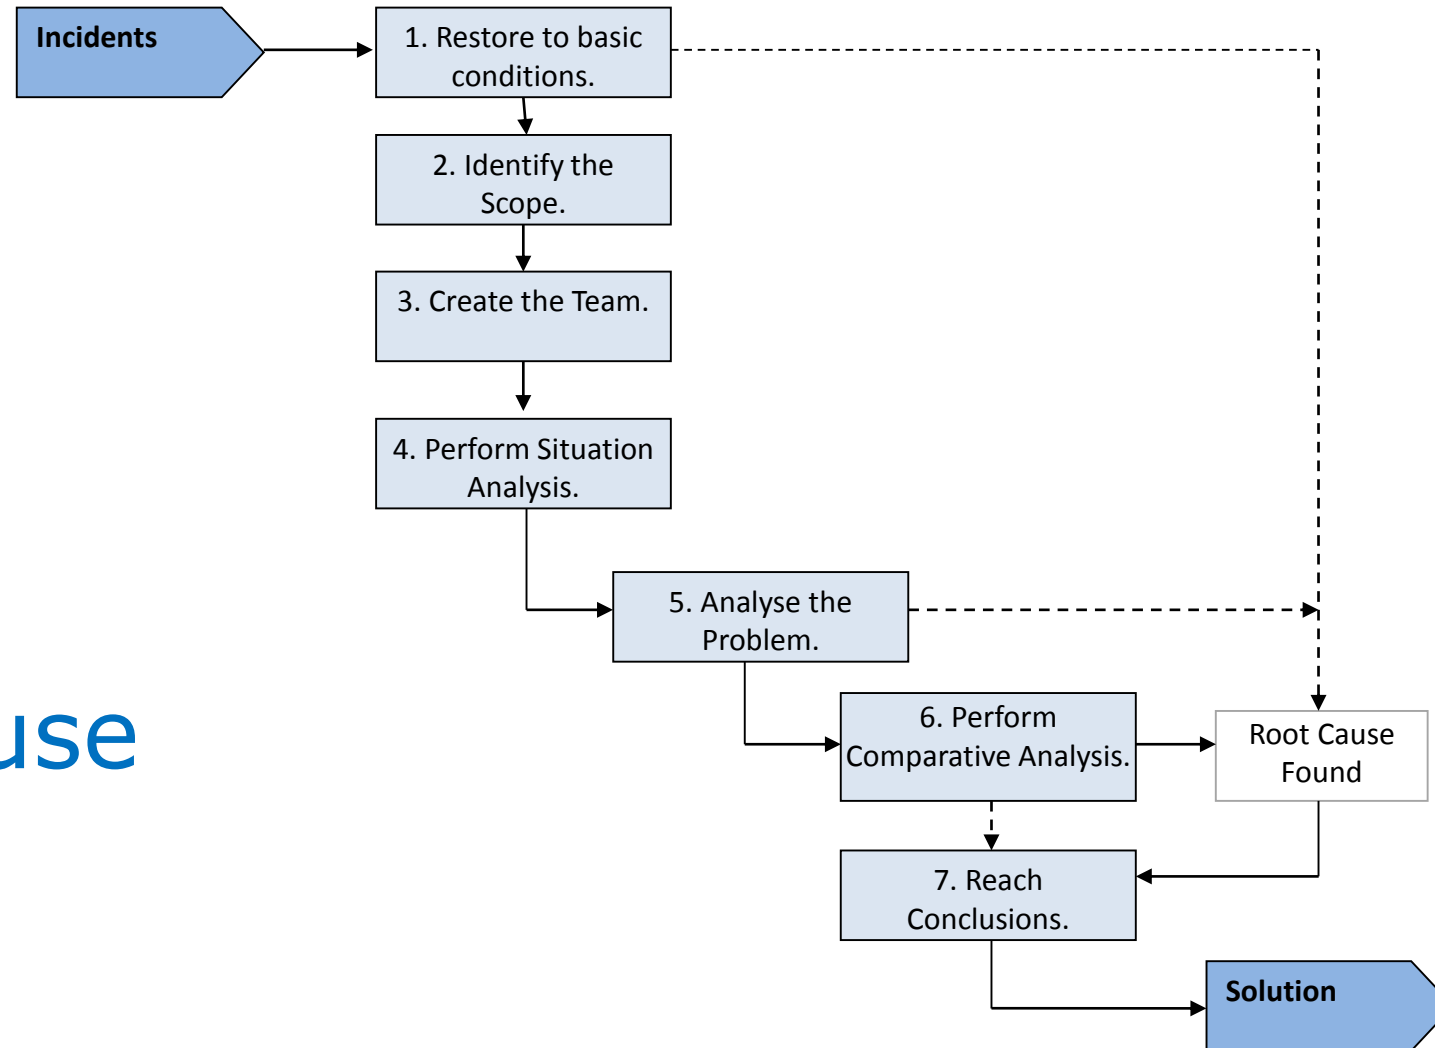 Incidents
1. Restore to basic
conditions.
2. Identify the
Scope.
3. Create the Team.
4. Perform Situation
Analysis.
5. Analyse the
Problem.
use
6. Perform
Comparative Analysis.
Root Cause
Found
7. Reach
Conclusions.
Solution